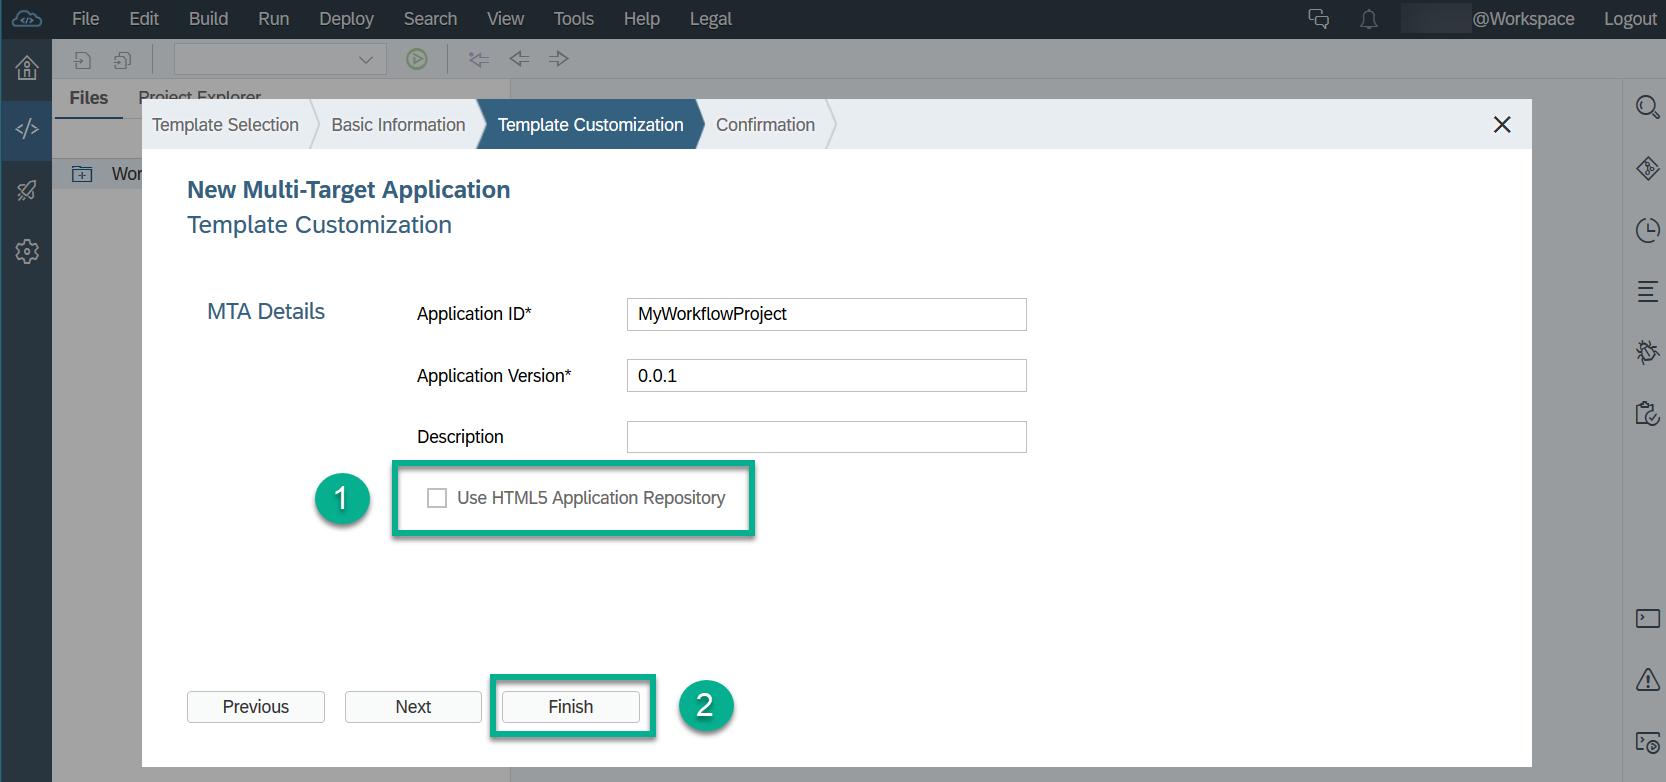 File Edit Build Run Deploy Search View Tools Help Legal @Workspace Logout
Files Project Explorer
Template Selection Basic Information Template Customization Confirmation
Wor
New Multi-Target Application
Template Customization
MTA Details
Application ID* MyWorkflowProject
Application Version* 0.0.1
Description
1 Use HTML5 Application Repository
Previous Next Finish 2